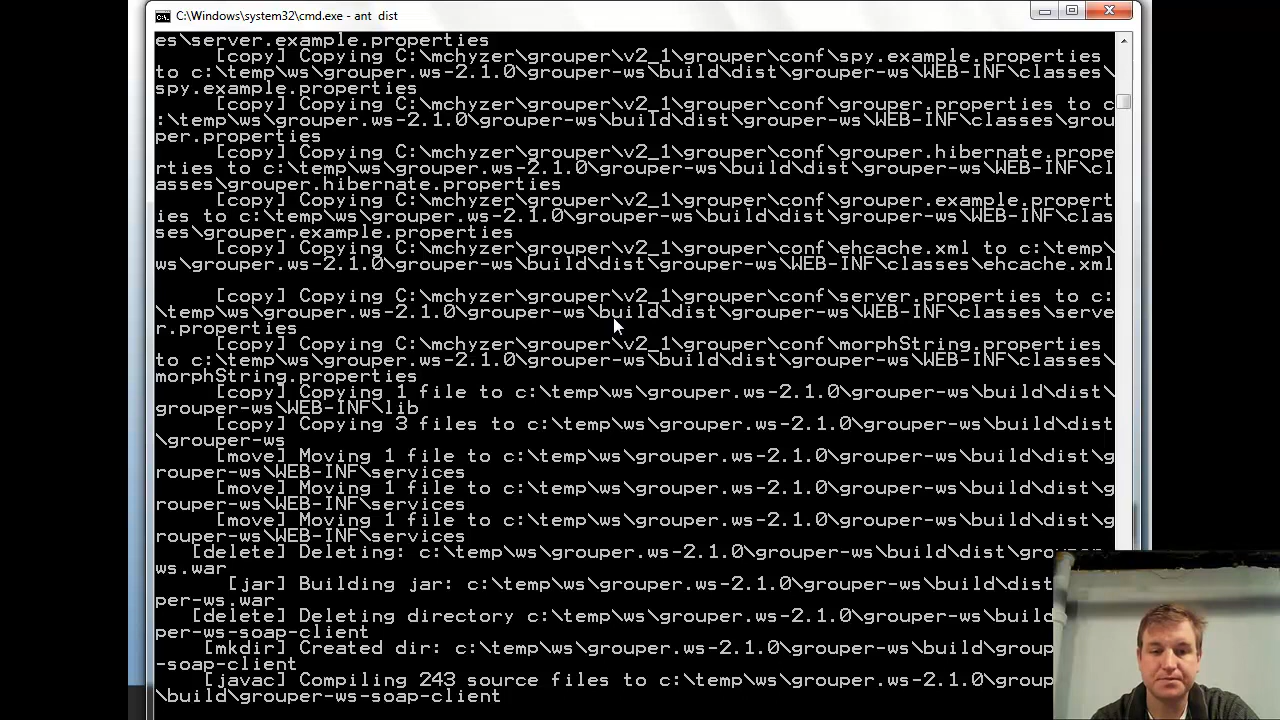 C:\Windows\system32\cmd.exe - ant  dist
es\server.example.properties
     [copy] Copying C:\mchyzer\grouper\v2_1\grouper\conf\spy.example.properties
to c:\temp\ws\grouper.ws-2.1.0\grouper-ws\build\dist\grouper-ws\WEB-INF\classes\
spy.example.properties
     [copy] Copying C:\mchyzer\grouper\v2_1\grouper\conf\grouper.properties to c
:\temp\ws\grouper.ws-2.1.0\grouper-ws\build\dist\grouper-ws\WEB-INF\classes\grou
per.properties
     [copy] Copying C:\mchyzer\grouper\v2_1\grouper\conf\grouper.hibernate.prope
rties to c:\temp\ws\grouper.ws-2.1.0\grouper-ws\build\dist\grouper-ws\WEB-INF\cl
asses\grouper.hibernate.properties
     [copy] Copying C:\mchyzer\grouper\v2_1\grouper\conf\grouper.example.propert
ies to c:\temp\ws\grouper.ws-2.1.0\grouper-ws\build\dist\grouper-ws\WEB-INF\clas
ses\grouper.example.properties
     [copy] Copying C:\mchyzer\grouper\v2_1\grouper\conf\ehcache.xml to c:\temp\
ws\grouper.ws-2.1.0\grouper-ws\build\dist\grouper-ws\WEB-INF\classes\ehcache.xml
     [copy] Copying C:\mchyzer\grouper\v2_1\grouper\conf\server.properties to c:
\temp\ws\grouper.ws-2.1.0\grouper-ws\build\dist\grouper-ws\WEB-INF\classes\serve
r.properties
     [copy] Copying C:\mchyzer\grouper\v2_1\grouper\conf\morphString.properties
to c:\temp\ws\grouper.ws-2.1.0\grouper-ws\build\dist\grouper-ws\WEB-INF\classes\
morphString.properties
     [copy] Copying 1 file to c:\temp\ws\grouper.ws-2.1.0\grouper-ws\build\dist\
grouper-ws\WEB-INF\lib
     [copy] Copying 3 files to c:\temp\ws\grouper.ws-2.1.0\grouper-ws\build\dist
\grouper-ws
     [move] Moving 1 file to c:\temp\ws\grouper.ws-2.1.0\grouper-ws\build\dist\g
rouper-ws\WEB-INF\services
     [move] Moving 1 file to c:\temp\ws\grouper.ws-2.1.0\grouper-ws\build\dist\g
rouper-ws\WEB-INF\services
     [move] Moving 1 file to c:\temp\ws\grouper.ws-2.1.0\grouper-ws\build\dist\g
rouper-ws\WEB-INF\services
   [delete] Deleting: c:\temp\ws\grouper.ws-2.1.0\grouper-ws\build\dist\grouper-
ws.war
      [jar] Building jar: c:\temp\ws\grouper.ws-2.1.0\grouper-ws\build\dist
per-ws.war
   [delete] Deleting directory c:\temp\ws\grouper.ws-2.1.0\grouper-ws\build
per-ws-soap-client
    [mkdir] Created dir: c:\temp\ws\grouper.ws-2.1.0\grouper-ws\build\group
-soap-client
    [javac] Compiling 243 source files to c:\temp\ws\grouper.ws-2.1.0\group
\build\grouper-ws-soap-client